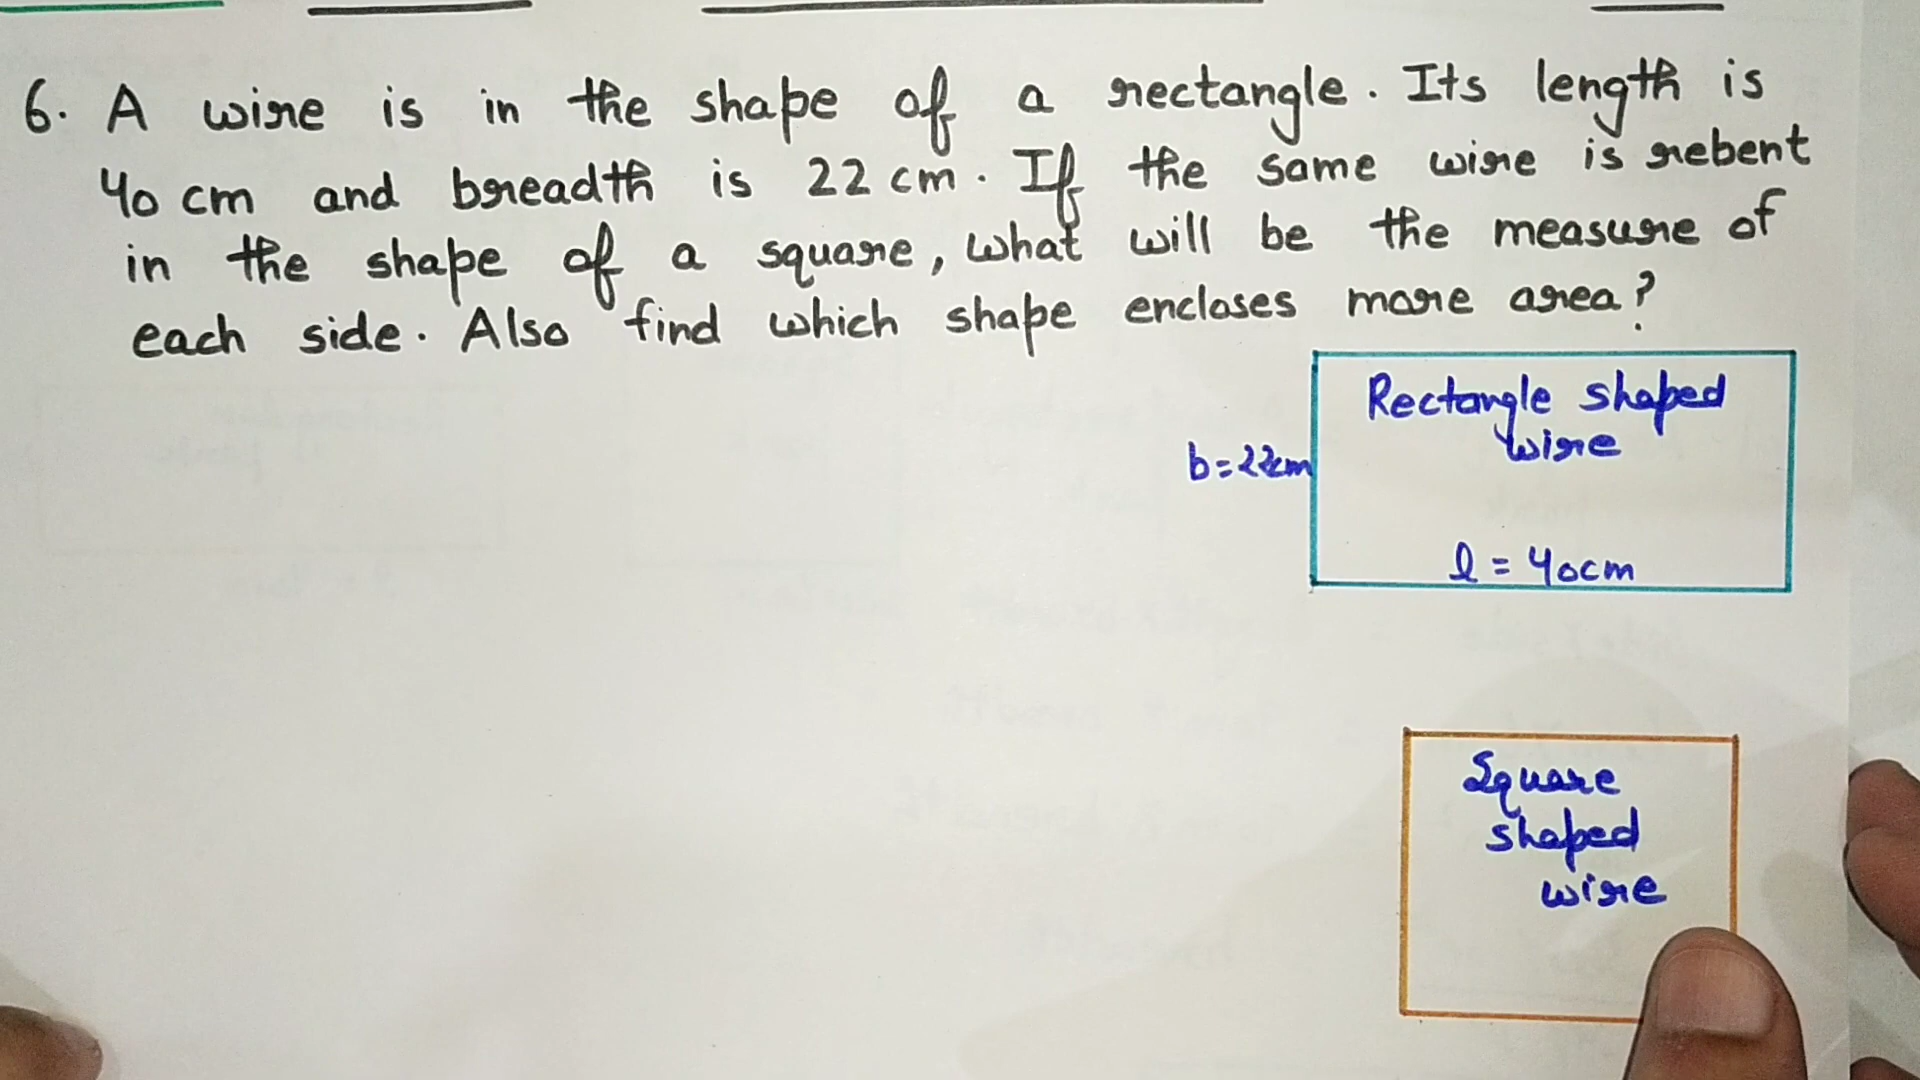 6. A wire is in the shape of a rectangle. Its length is
40 cm and breadth is 22 cm. If the same wire is rebent
in the shape of a square, what will be the measure of
each side. Also find which shape encloses more area?
Rectangle shaped
wire
b=22cm
l = 40cm
Square
shaped
wire